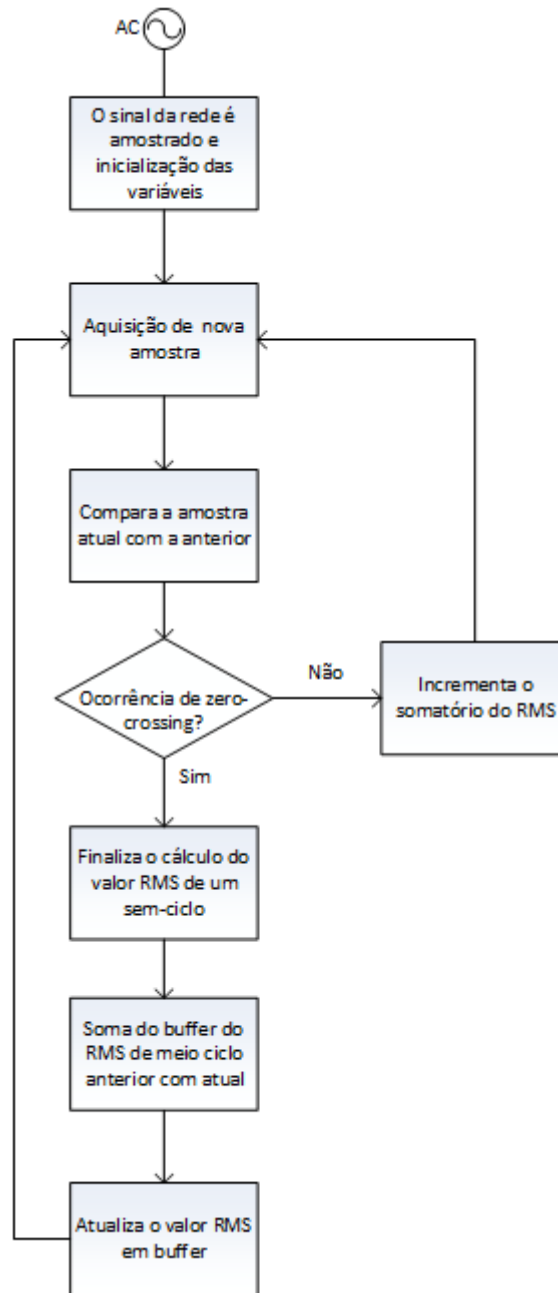 AC
O sinal da rede é
amostrado e
inicialização das
variáveis
Aquisição de nova
amostra
Compara a amostra
atual com a anterior
Ocorrência de zero-
crossing?
Não
Incrementa o
somatório do RMS
Sim
Finaliza o cálculo do
valor RMS de um
sem-ciclo
Soma do buffer do
RMS de meio ciclo
anterior com atual
Atualiza o valor RMS
em buffer